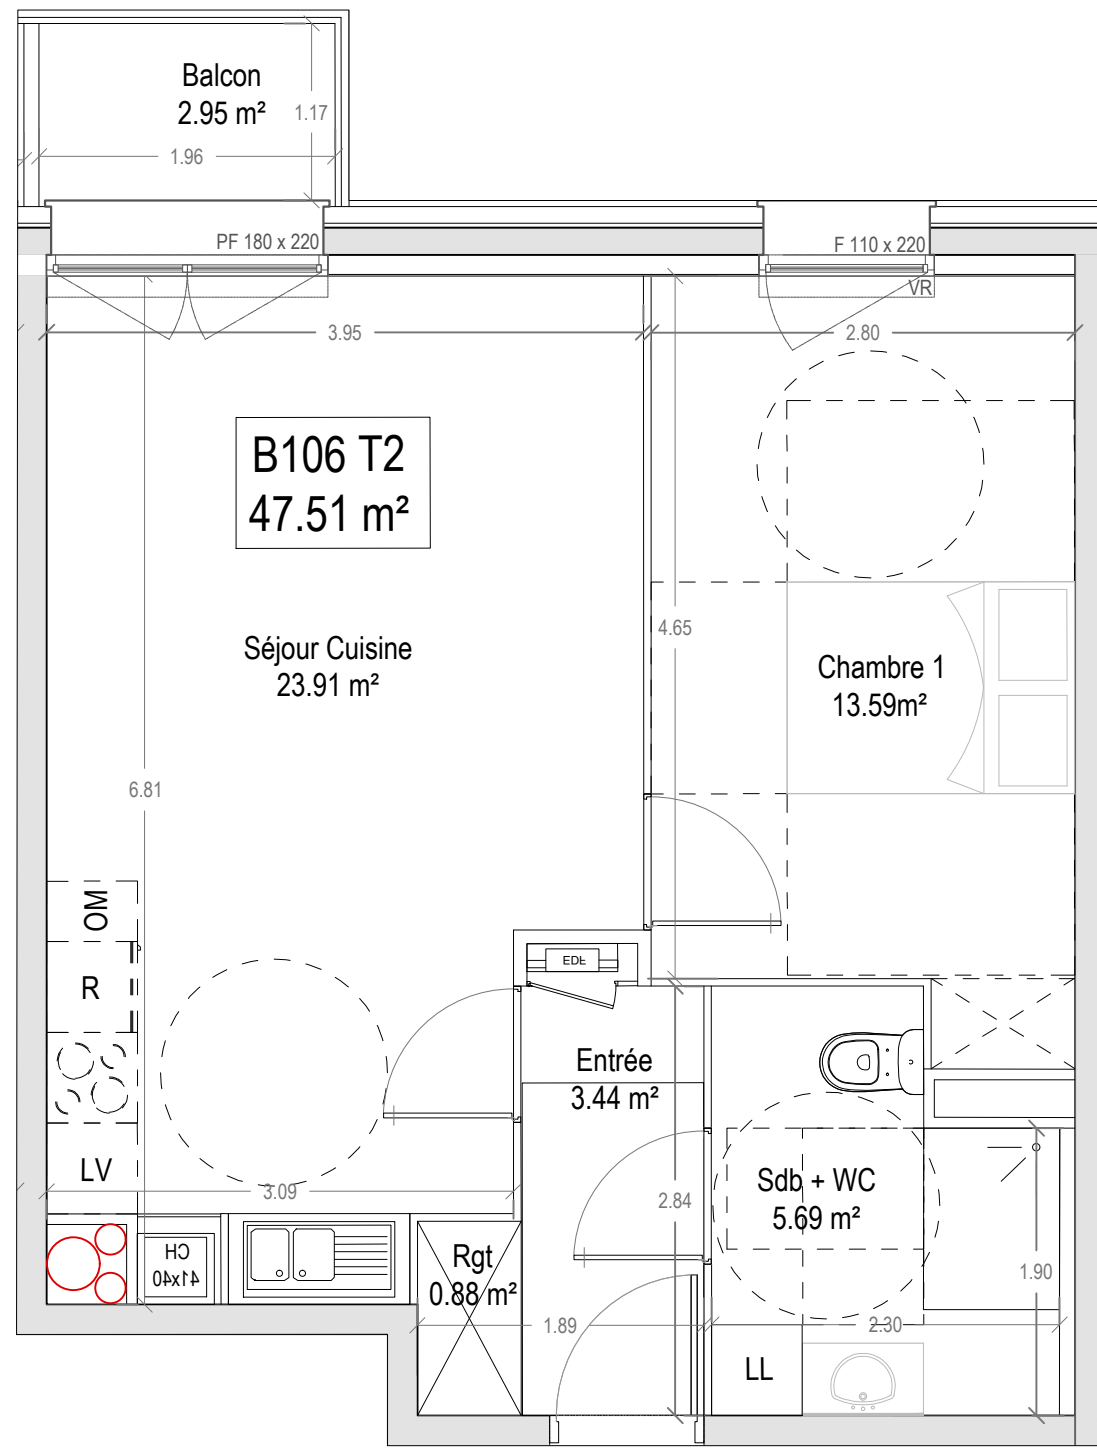 Balcon
2.95 m²
1.17
1.96
PF 180 x 220
F 110 x 220
VR
3.95
2.80
B106 T2
47.51 m²
4.65
Séjour Cuisine
23.91 m²
Chambre 1
13.59m²
6.81
OM
R
EDF
Entrée
3.44 m²
LV
3.09
2.84
Sdb + WC
5.69 m²
CH
41x40
Rgt
0.88 m²
1.90
1.89
2.30
LL